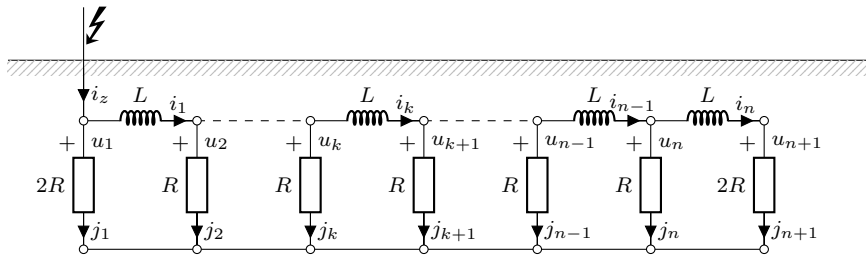 i_z L i_1 L i_k L i_{n-1} L i_n
+ u_1 + u_2 + u_k + u_{k+1} + u_{n-1} + u_n + u_{n+1}
2R R R R R R 2R
j_1 j_2 j_k j_{k+1} j_{n-1} j_n j_{n+1}